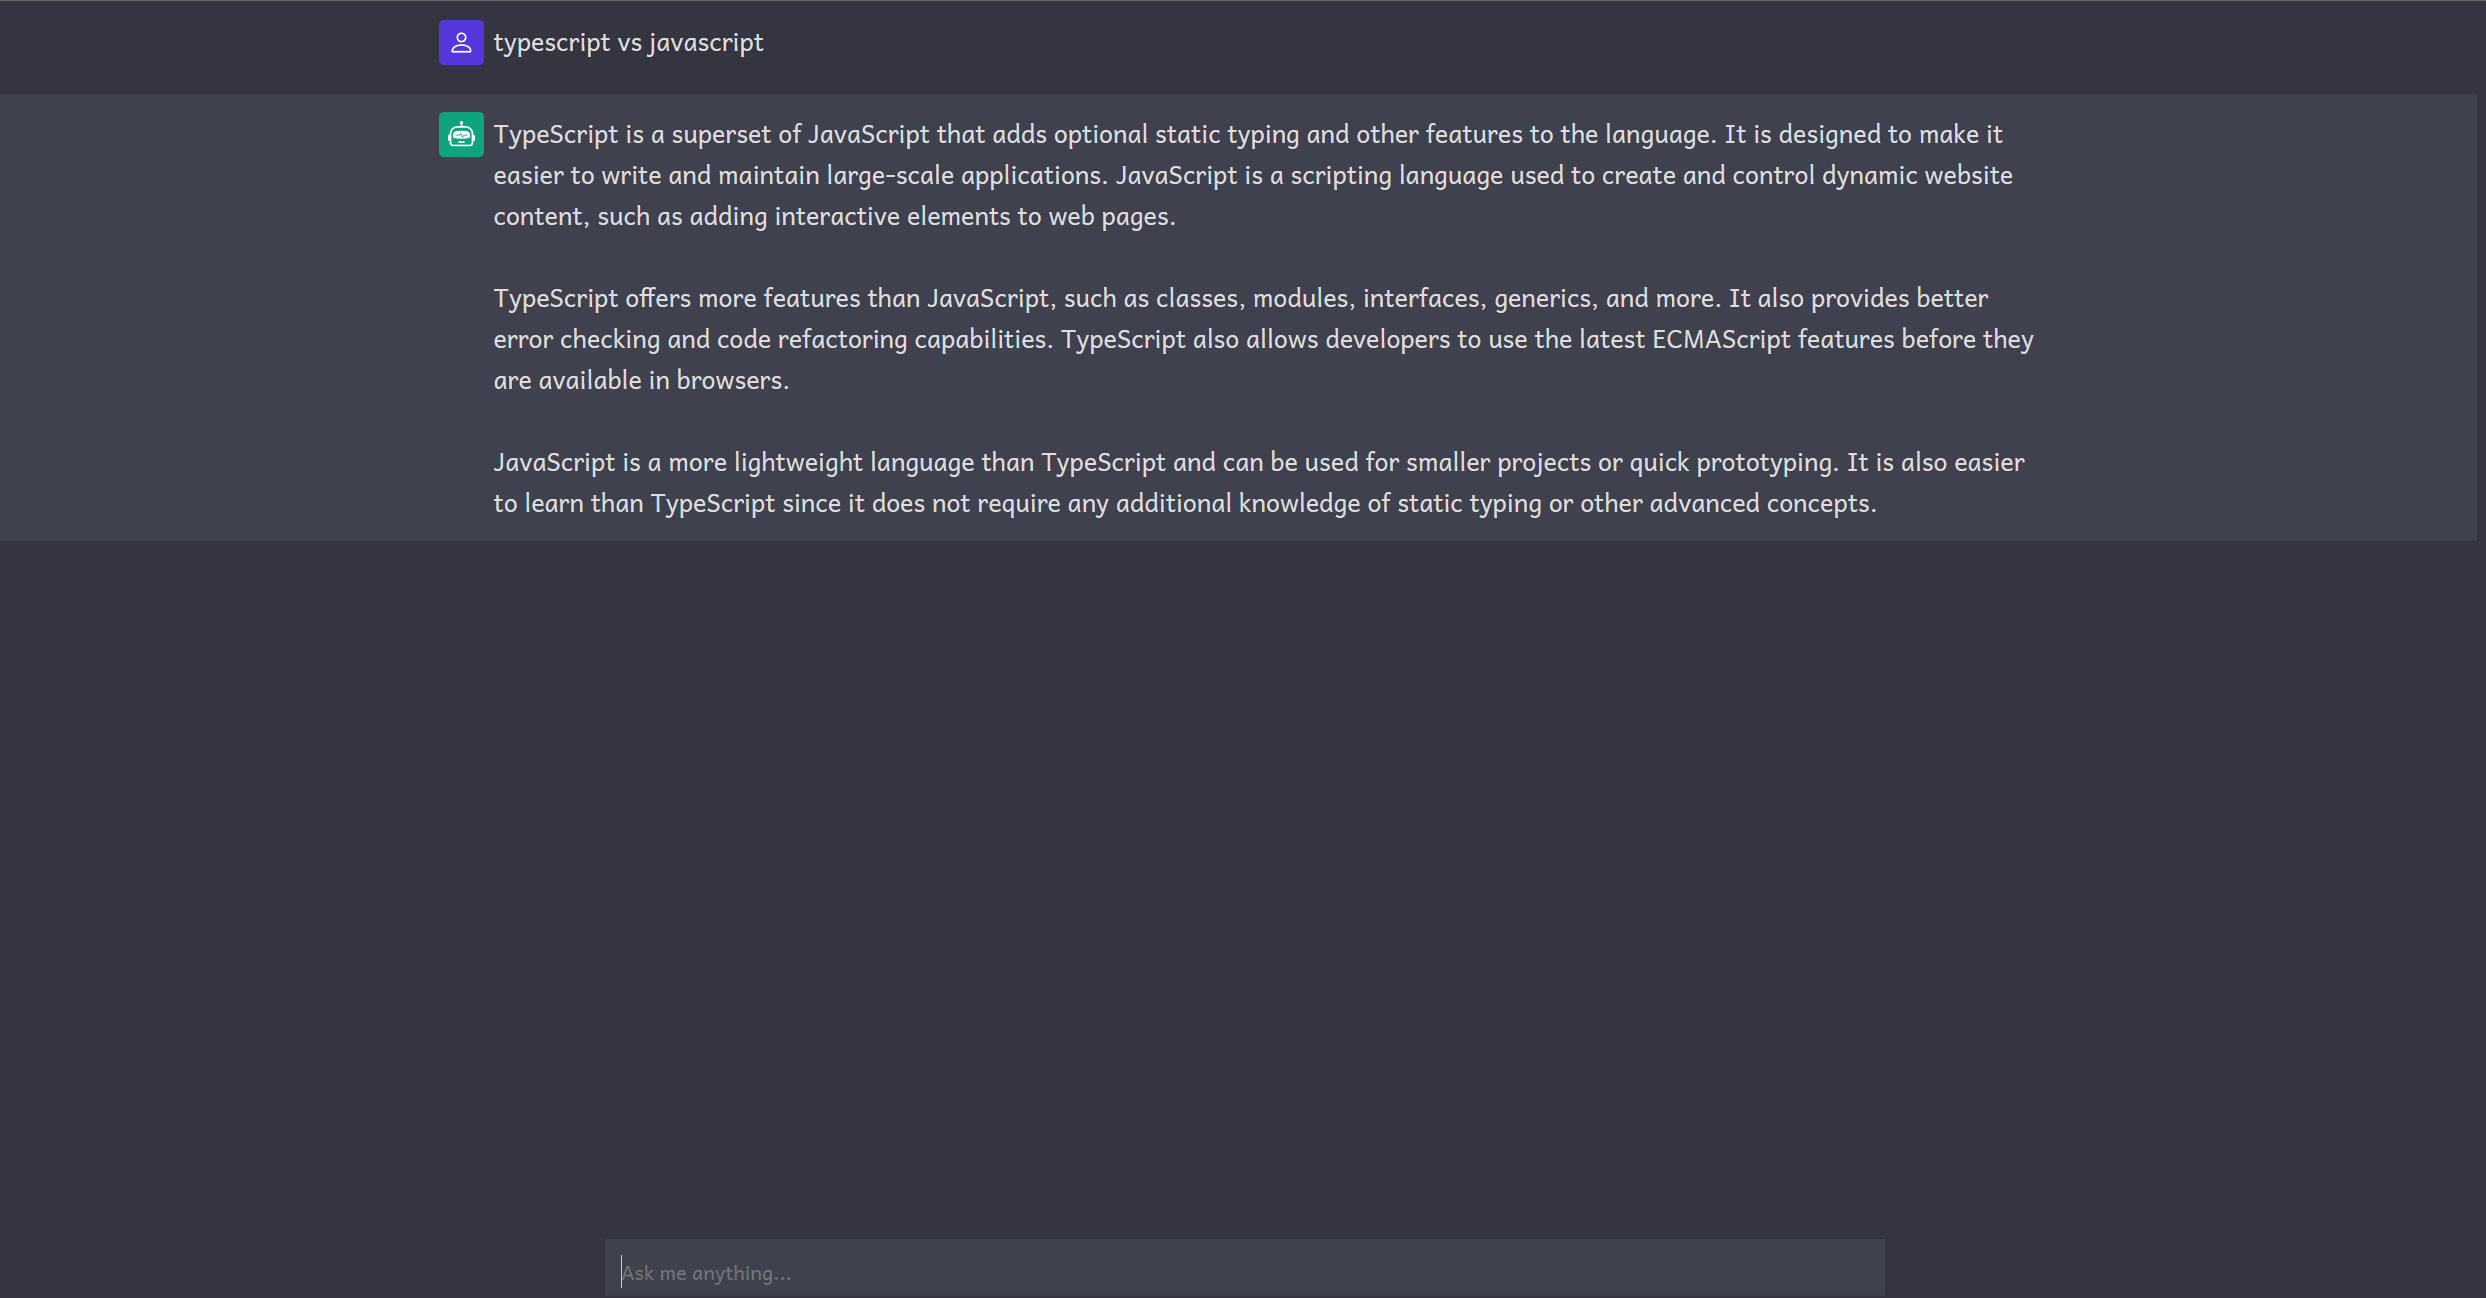 typescript vs javascript
TypeScript is a superset of JavaScript that adds optional static typing and other features to the language. It is designed to make it
easier to write and maintain large-scale applications. JavaScript is a scripting language used to create and control dynamic website
content, such as adding interactive elements to web pages.
TypeScript offers more features than JavaScript, such as classes, modules, interfaces, generics, and more. It also provides better
error checking and code refactoring capabilities. TypeScript also allows developers to use the latest ECMAScript features before they
are available in browsers.
JavaScript is a more lightweight language than TypeScript and can be used for smaller projects or quick prototyping. It is also easier
to learn than TypeScript since it does not require any additional knowledge of static typing or other advanced concepts.
Ask me anything...